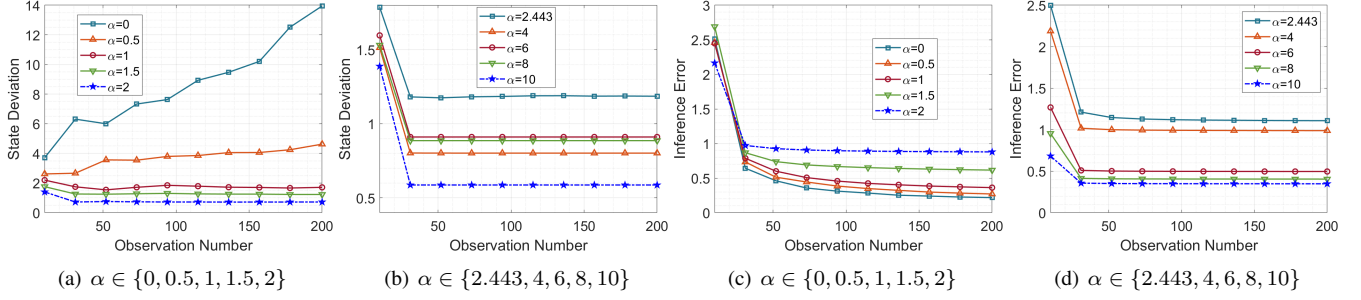 14
12
10
8
6
4
2
0
State Deviation
α=0
α=0.5
α=1
α=1.5
α=2
50
100
150
200
Observation Number
(a) α ∈ {0, 0.5, 1, 1.5, 2}
1.5
1
0.5
State Deviation
α=2.443
α=4
α=6
α=8
α=10
50
100
150
200
Observation Number
(b) α ∈ {2.443, 4, 6, 8, 10}
3
2.5
2
1.5
1
0.5
0
Inference Error
α=0
α=0.5
α=1
α=1.5
α=2
50
100
150
200
Observation Number
(c) α ∈ {0, 0.5, 1, 1.5, 2}
2.5
2
1.5
1
0.5
0
Inference Error
α=2.443
α=4
α=6
α=8
α=10
50
100
150
200
Observation Number
(d) α ∈ {2.443, 4, 6, 8, 10}